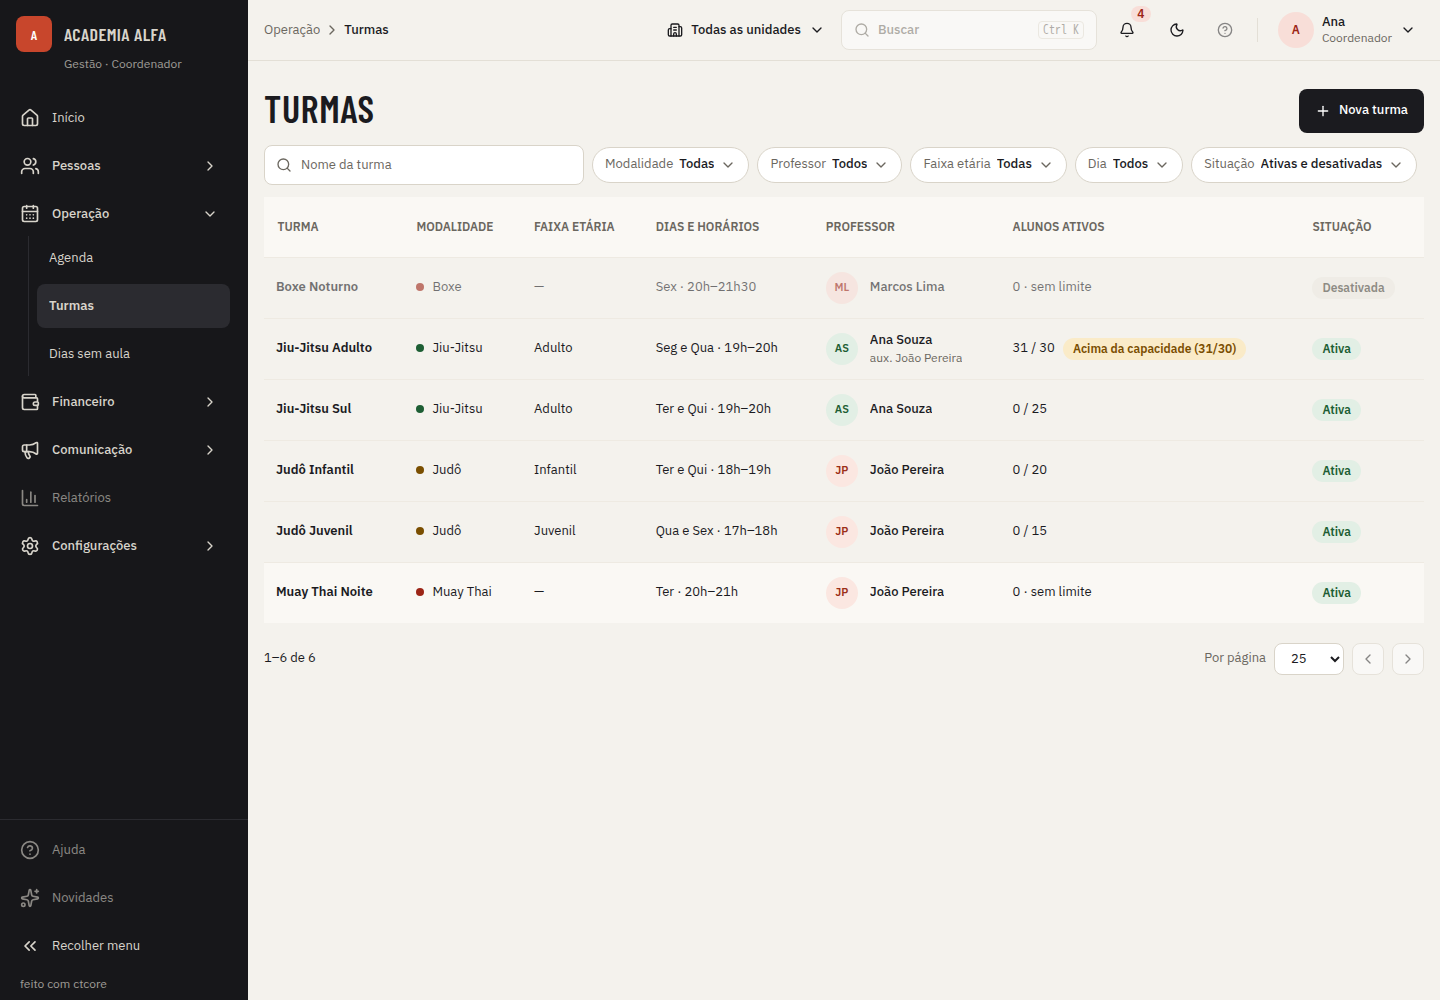 A
ACADEMIA ALFA
Gestão · Coordenador
Início
Pessoas
Operação
Agenda
Turmas
Dias sem aula
Financeiro
Comunicação
Relatórios
Configurações
Ajuda
Novidades
Recolher menu
feito com ctcore
Operação > Turmas
Todas as unidades
Buscar
Ctrl K
4
A
Ana
Coordenador
TURMAS
+ Nova turma
Nome da turma
Modalidade Todas
Professor Todos
Faixa etária Todas
Dia Todos
Situação Ativas e desativadas
TURMA MODALIDADE FAIXA ETÁRIA DIAS E HORÁRIOS PROFESSOR ALUNOS ATIVOS SITUAÇÃO
Boxe Noturno Boxe — Sex · 20h–21h30 ML Marcos Lima 0 · sem limite Desativada
Jiu-Jitsu Adulto Jiu-Jitsu Adulto Seg e Qua · 19h–20h AS Ana Souza 31 / 30 Acima da capacidade (31/30) Ativa
aux. João Pereira
Jiu-Jitsu Sul Jiu-Jitsu Adulto Ter e Qui · 19h–20h AS Ana Souza 0 / 25 Ativa
Judô Infantil Judô Infantil Ter e Qui · 18h–19h JP João Pereira 0 / 20 Ativa
Judô Juvenil Judô Juvenil Qua e Sex · 17h–18h JP João Pereira 0 / 15 Ativa
Muay Thai Noite Muay Thai — Ter · 20h–21h JP João Pereira 0 · sem limite Ativa
1–6 de 6
Por página 25